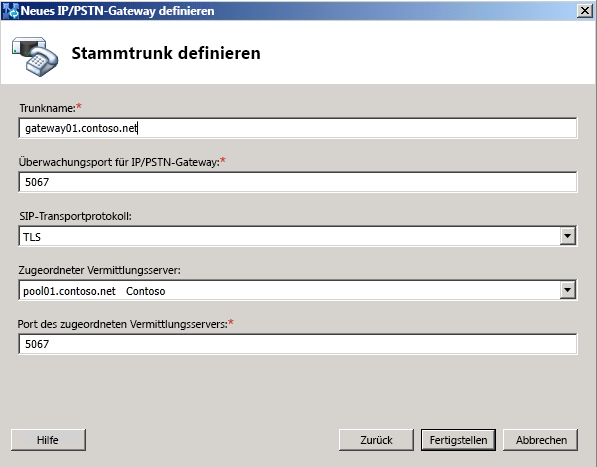 Neues IP/PSTN-Gateway definieren
Stammtrunk definieren
Trunkname:*
gateway01.contoso.net
Überwachungsport für IP/PSTN-Gateway:*
5067
SIP-Transportprotokoll:
TLS
Zugeordneter Vermittlungsserver:
pool01.contoso.net Contoso
Port des zugeordneten Vermittlungsservers:*
5067
Hilfe Zurück Fertigstellen Abbrechen